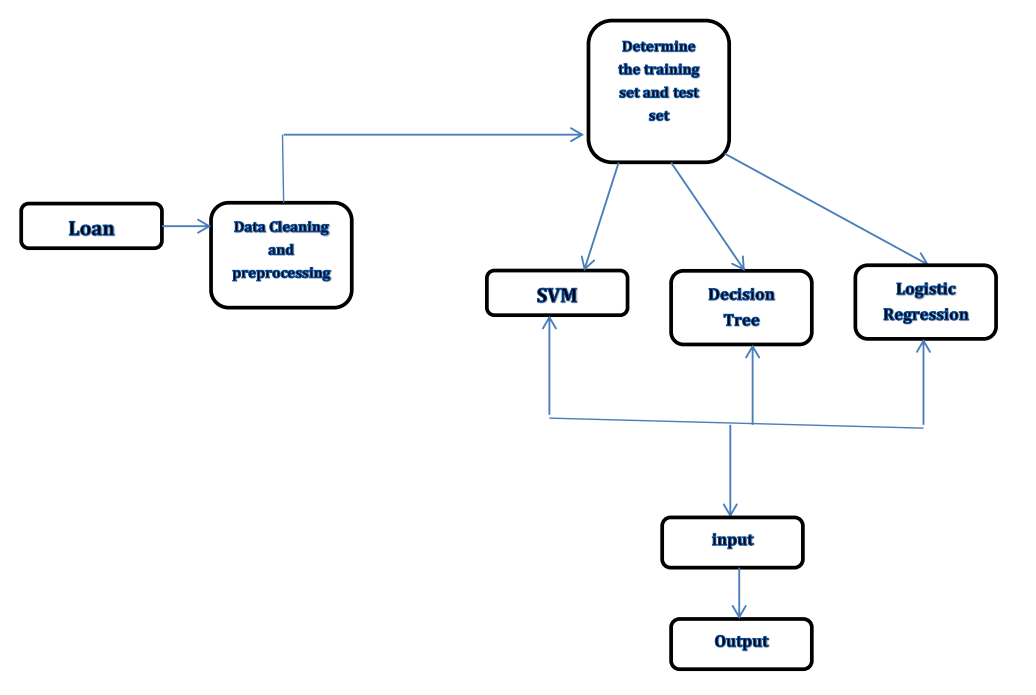 Determine
the training
set and test
set
Loan
Data Cleaning
and
preprocessing
SVM
Decision
Tree
Logistic
Regression
input
Output